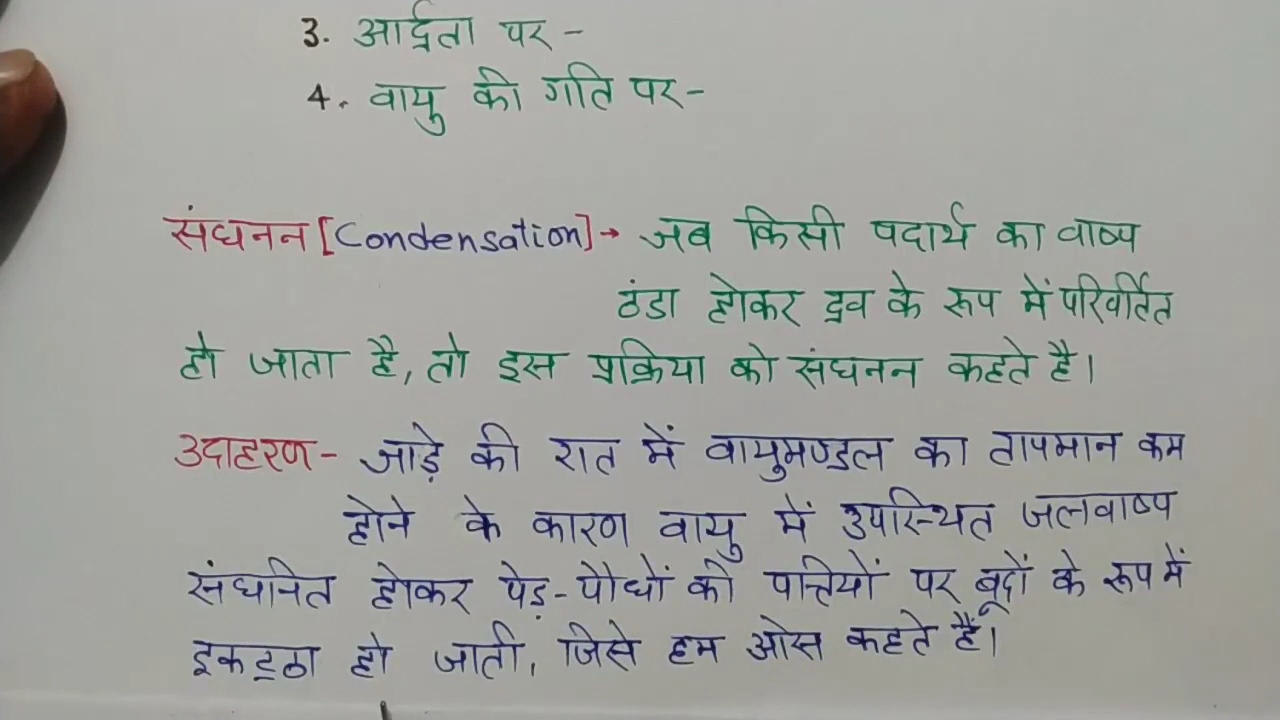 3. आर्द्रता पर -
4. वायु की गति पर -
संघनन [Condensation] → जब किसी पदार्थ का वाष्प
ठंडा होकर द्रव के रूप में परिवर्तित
हो जाता है, तो इस प्रक्रिया को संघनन कहते है।
उदाहरण - जाड़े की रात में वायुमण्डल का तापमान कम
होने के कारण वायु में उपस्थित जलवाष्प
संघनित होकर पेड़-पौधों की पत्तियों पर बूदों के रूप में
इकट्ठा हो जाती, जिसे हम ओस कहते हैं।